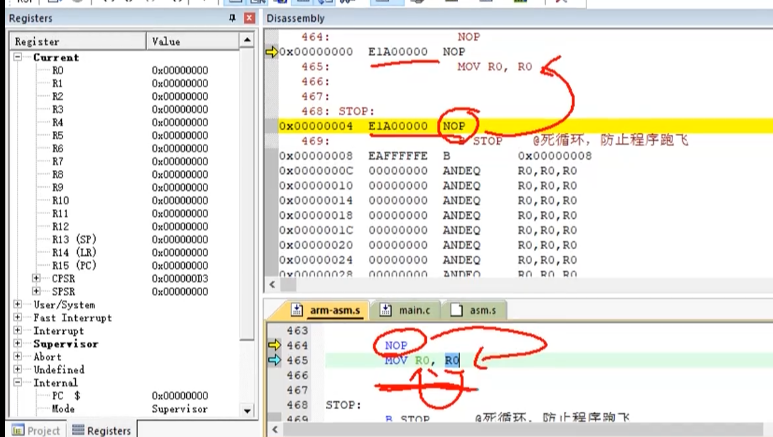 Registers
Register Value
Current
R0 0x00000000
R1 0x00000000
R2 0x00000000
R3 0x00000000
R4 0x00000000
R5 0x00000000
R6 0x00000000
R7 0x00000000
R8 0x00000000
R9 0x00000000
R10 0x00000000
R11 0x00000000
R12 0x00000000
R13 (SP) 0x00000000
R14 (LR) 0x00000000
R15 (PC) 0x00000000
CPSR 0x000000D3
SPSR 0x00000000
User/System
Fast Interrupt
Interrupt
Supervisor
Abort
Undefined
Internal
PC $ 0x00000000
Mode Supervisor
Project Registers
Disassembly
464: NOP
0x00000000 E1A00000 NOP
465: MOV R0, R0
466:
467:
468: STOP:
0x00000004 E1A00000 NOP
469: STOP @死循环，防止程序跑飞
0x00000008 EAFFFFFE B 0x00000008
0x0000000C 00000000 ANDEQ R0,R0,R0
0x00000010 00000000 ANDEQ R0,R0,R0
0x00000014 00000000 ANDEQ R0,R0,R0
0x00000018 00000000 ANDEQ R0,R0,R0
0x0000001C 00000000 ANDEQ R0,R0,R0
0x00000020 00000000 ANDEQ R0,R0,R0
0x00000024 00000000 ANDEQ R0,R0,R0
0x00000028 00000000 ANDEQ R0,R0,R0
arm-asm.s main.c asm.s
463
464 NOP
465 MOV R0, R0
466
467
468 STOP:
469 B STOP @死循环，防止程序跑飞